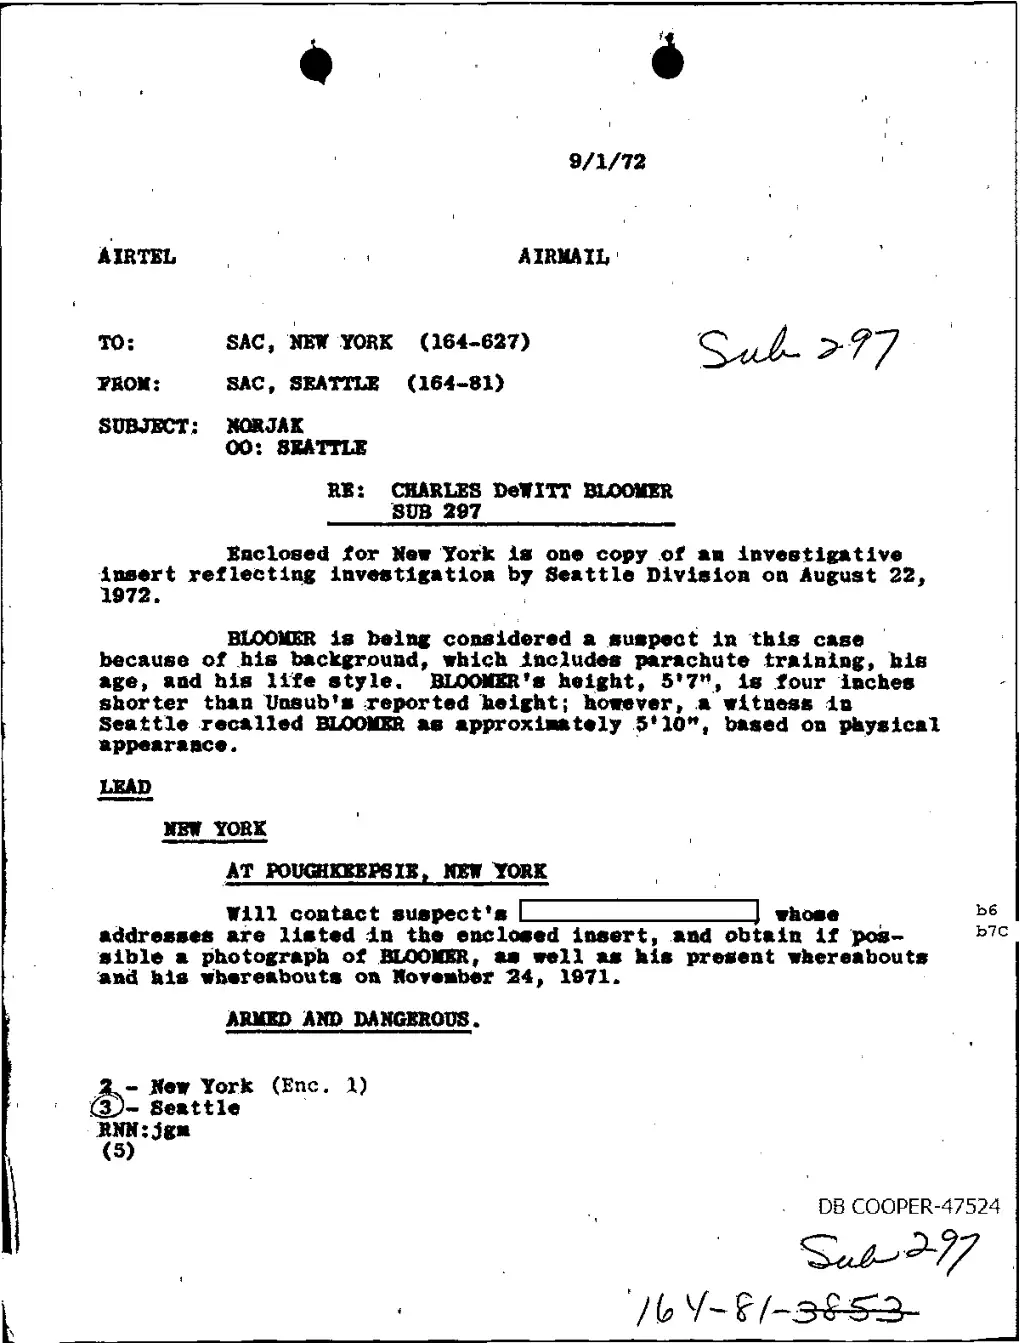 9/1/72
AIRTEL AIRMAIL
TO: SAC, NEW YORK (164-627)
Sub 297
FROM: SAC, SEATTLE (164-81)
SUBJECT: NORJAK
OO: SEATTLE
RE: CHARLES DeWITT BLOOMER
SUB 297
Enclosed for New York is one copy of an investigative
insert reflecting investigation by Seattle Division on August 22,
1972.
BLOOMER is being considered a suspect in this case
because of his background, which includes parachute training, his
age, and his life style. BLOOMER's height, 5'7", is four inches
shorter than Unsub's reported height; however, a witness in
Seattle recalled BLOOMER as approximately 5'10", based on physical
appearance.
LEAD
NEW YORK
AT POUGHKEEPSIE, NEW YORK
Will contact suspect's , whose
b6
addresses are listed in the enclosed insert, and obtain if pos-
b7C
sible a photograph of BLOOMER, as well as his present whereabouts
and his whereabouts on November 24, 1971.
ARMED AND DANGEROUS.
2 - New York (Enc. 1)
3 - Seattle
RNN:jgm
(5)
DB COOPER-47524
Sub 297
164-81-3853